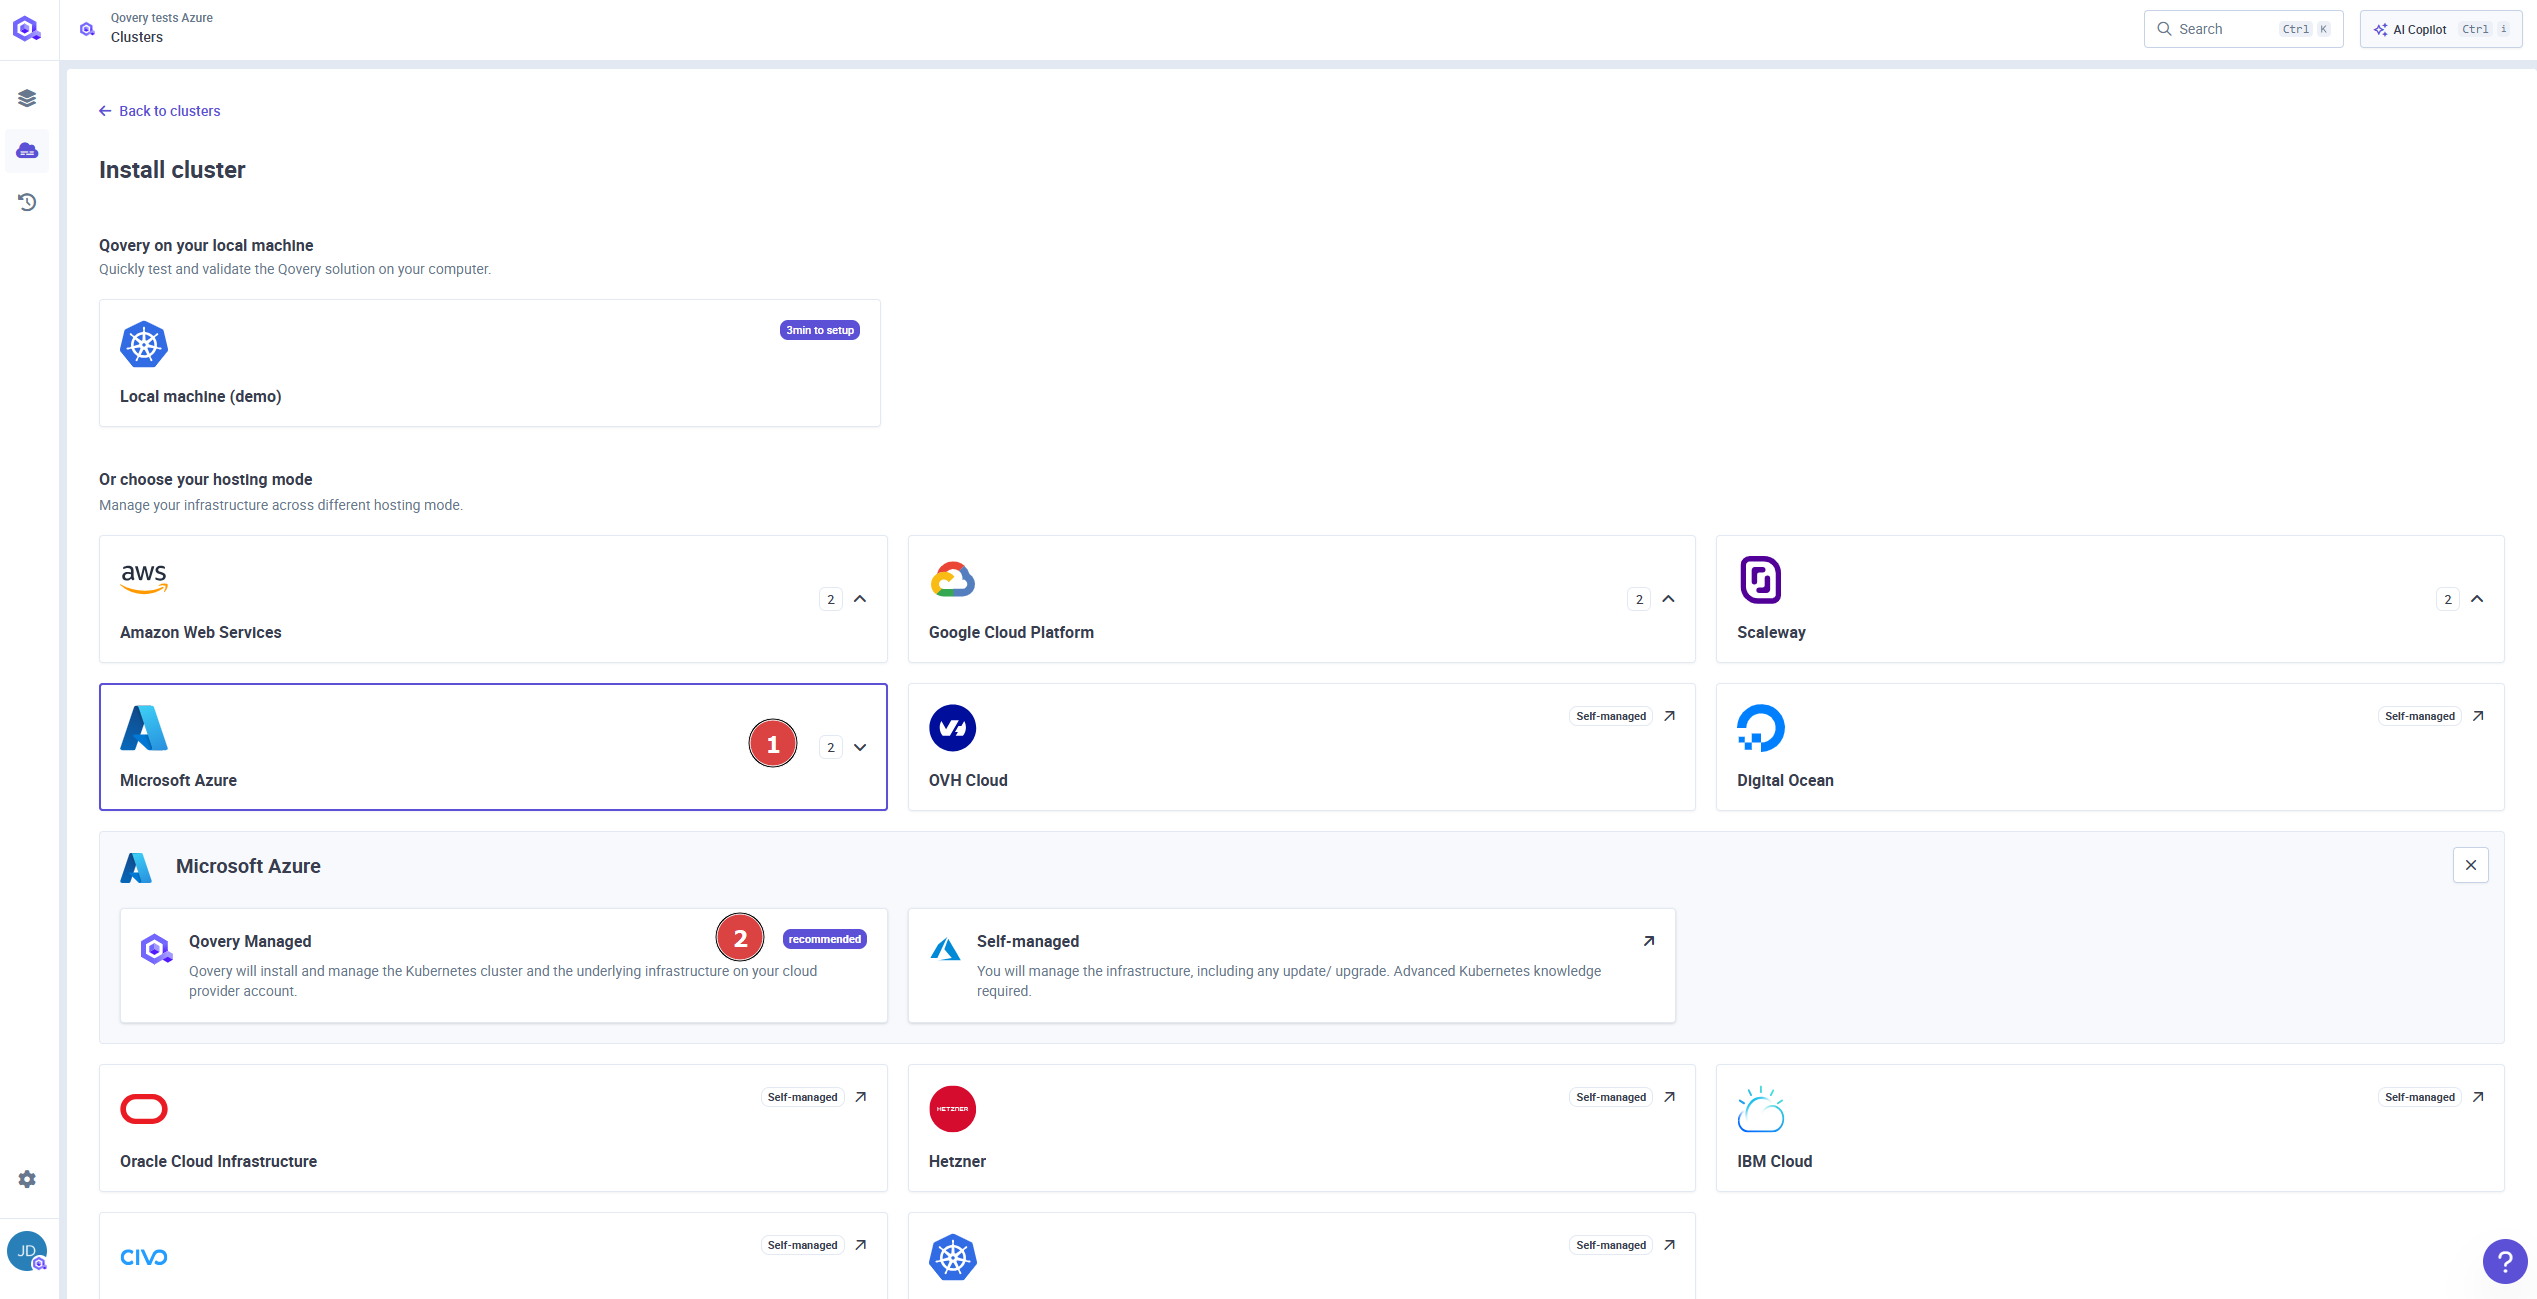 Qovery tests Azure
Clusters
Search
Ctrl K
AI Copilot
Ctrl i
Back to clusters
Install cluster
Qovery on your local machine
Quickly test and validate the Qovery solution on your computer.
3min to setup
Local machine (demo)
Or choose your hosting mode
Manage your infrastructure across different hosting mode.
aws
2
Amazon Web Services
2
Google Cloud Platform
2
Scaleway
1
2
Microsoft Azure
Self-managed
OVH Cloud
Self-managed
Digital Ocean
Microsoft Azure
Qovery Managed
2
recommended
Qovery will install and manage the Kubernetes cluster and the underlying infrastructure on your cloud
provider account.
Self-managed
You will manage the infrastructure, including any update/ upgrade. Advanced Kubernetes knowledge
required.
Self-managed
Oracle Cloud Infrastructure
HETZNER
Self-managed
Hetzner
Self-managed
IBM Cloud
CIVO
Self-managed
Self-managed
JD
?